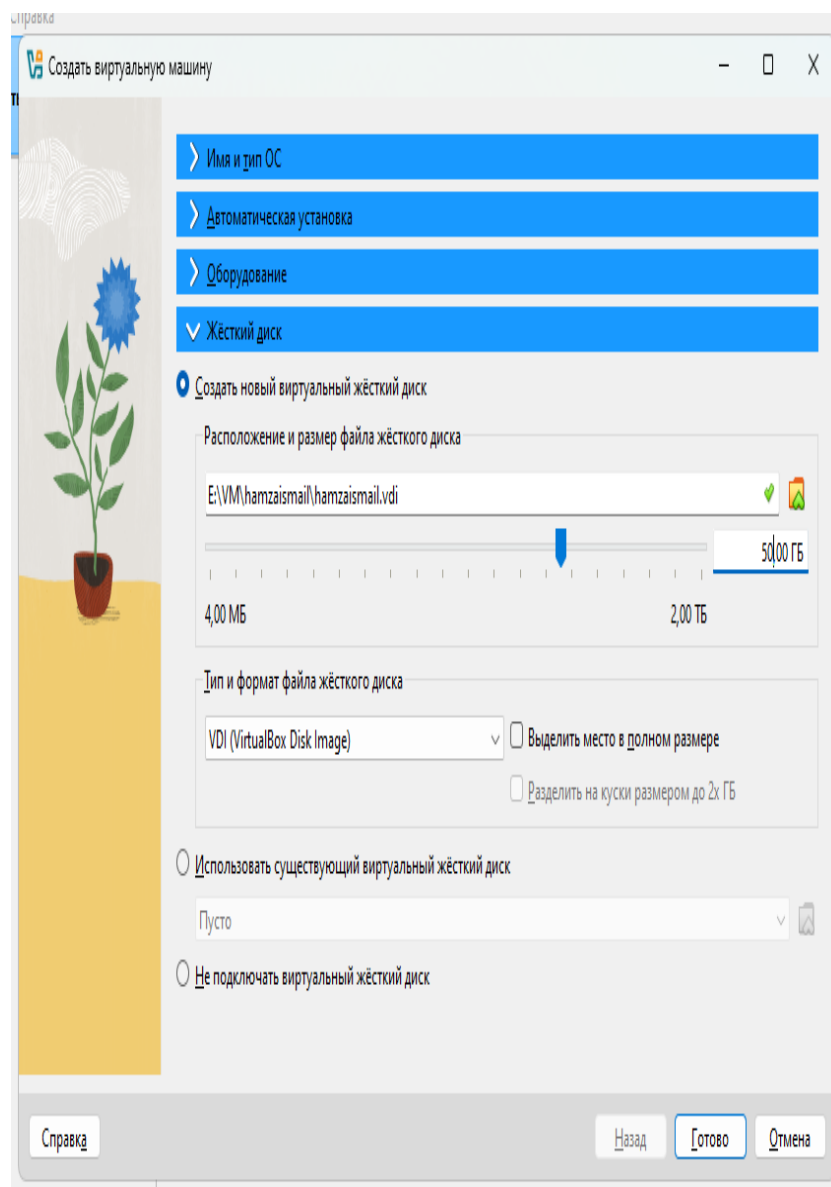 Справка
Создать виртуальную машину
Имя и тип ОС
Автоматическая установка
Оборудование
Жёсткий диск
Создать новый виртуальный жёсткий диск
Расположение и размер файла жёсткого диска
E:\VM\hamzaismail\hamzaismail.vdi
50,00 ГБ
4,00 МБ 2,00 ТБ
Тип и формат файла жёсткого диска
VDI (VirtualBox Disk Image) Выделить место в полном размере
Разделить на куски размером до 2х ГБ
Использовать существующий виртуальный жёсткий диск
Пусто
Не подключать виртуальный жёсткий диск
Справка Назад Готово Отмена